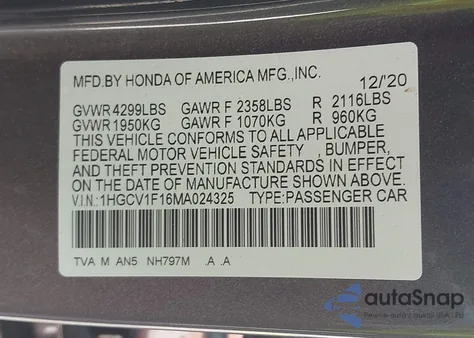 MFD.BY HONDA OF AMERICA MFG.,INC. 12/'20
GVWR 4299LBS GAWR F 2358LBS R 2116LBS
GVWR 1950KG GAWR F 1070KG R 960KG
THIS VEHICLE CONFORMS TO ALL APPLICABLE
FEDERAL MOTOR VEHICLE SAFETY , BUMPER,
AND THEFT PREVENTION STANDARDS IN EFFECT
ON THE DATE OF MANUFACTURE SHOWN ABOVE.
V.I.N.:1HGCV1F16MA024325 TYPE:PASSENGER CAR
TVA M AN5 NH797M .A .A
autoSnap